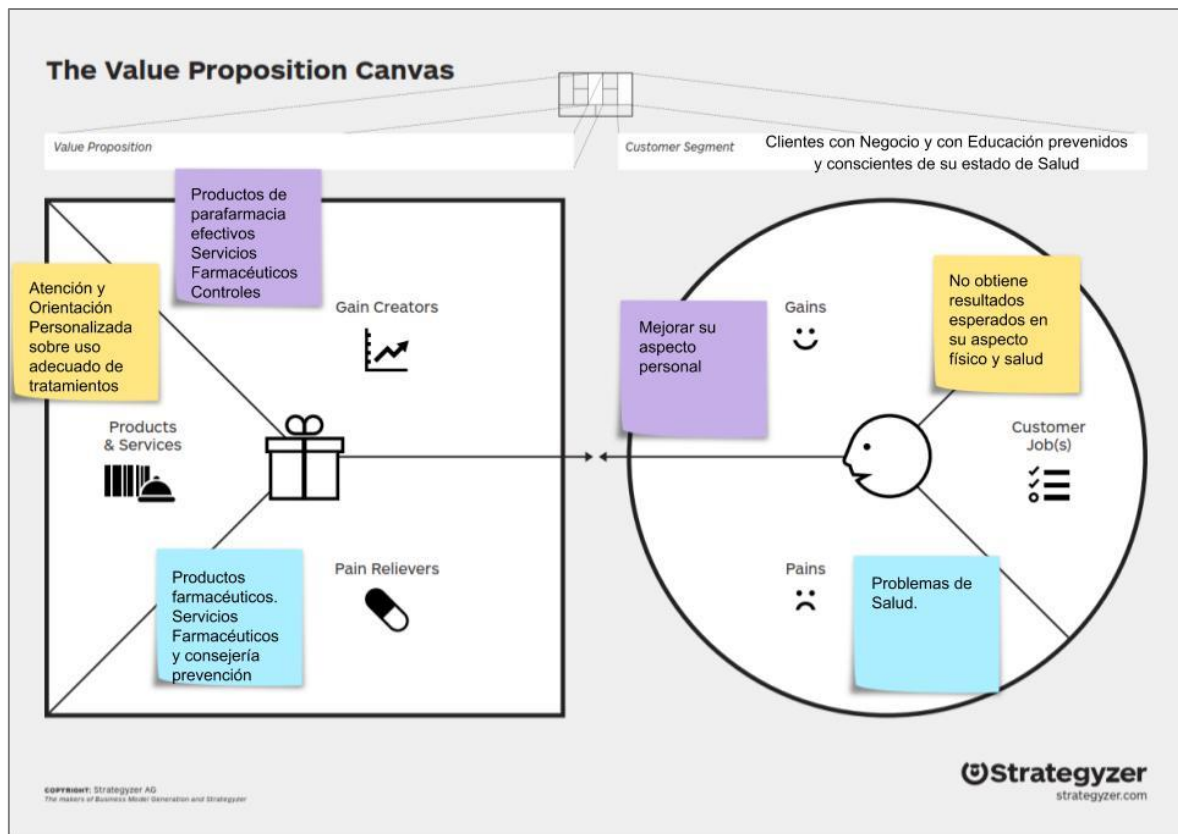 The Value Proposition Canvas
Value Proposition
Customer Segment
Clientes con Negocio y con Educación prevenidos
y conscientes de su estado de Salud
Productos de
parafarmacia
efectivos
Servicios
Farmacéuticos
Controles
Atención y
Orientación
Personalizada
sobre uso
adecuado de
tratamientos
Gain Creators
Products
& Services
Productos
farmacéuticos.
Servicios
Farmacéuticos
y consejería
prevención
Pain Relievers
Mejorar su
aspecto
personal
Gains
No obtiene
resultados
esperados en
su aspecto
físico y salud
Customer
Job(s)
Pains
Problemas de
Salud.
COPYRIGHT: Strategyzer AG
The makers of Business Model Generation and Strategyzer
Strategyzer
strategyzer.com